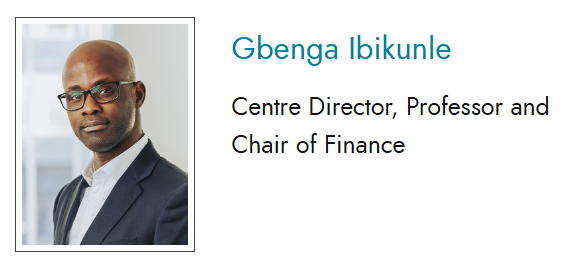 Gbenga Ibikunle
Centre Director, Professor and
Chair of Finance